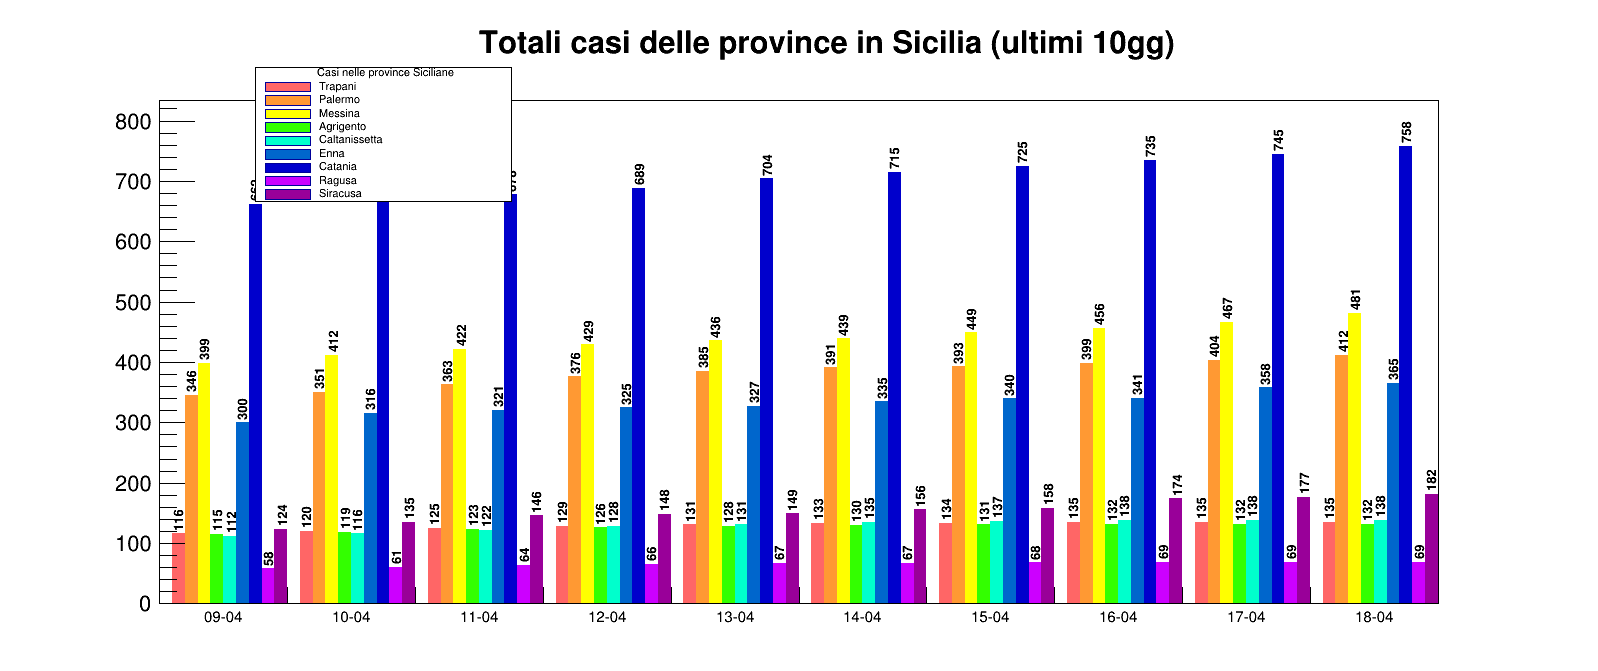 Totali casi delle province in Sicilia (ultimi 10gg)
Casi nelle province Siciliane
Trapani
Palermo
Messina
Agrigento
Caltanissetta
Enna
Catania
Ragusa
Siracusa
800
700
600
500
400
300
200
100
0
116 346 399 115 112 300 58 124
120 351 412 119 116 316 61 135
125 363 422 123 122 321 64 146
129 376 429 126 128 325 689 66 148
131 385 436 128 131 327 704 67 149
133 391 439 130 135 335 715 67 156
134 393 449 131 137 340 725 68 158
135 399 456 132 138 341 735 69 174
135 404 467 132 138 358 745 69 177
135 412 481 132 138 365 758 69 182
09-04 10-04 11-04 12-04 13-04 14-04 15-04 16-04 17-04 18-04